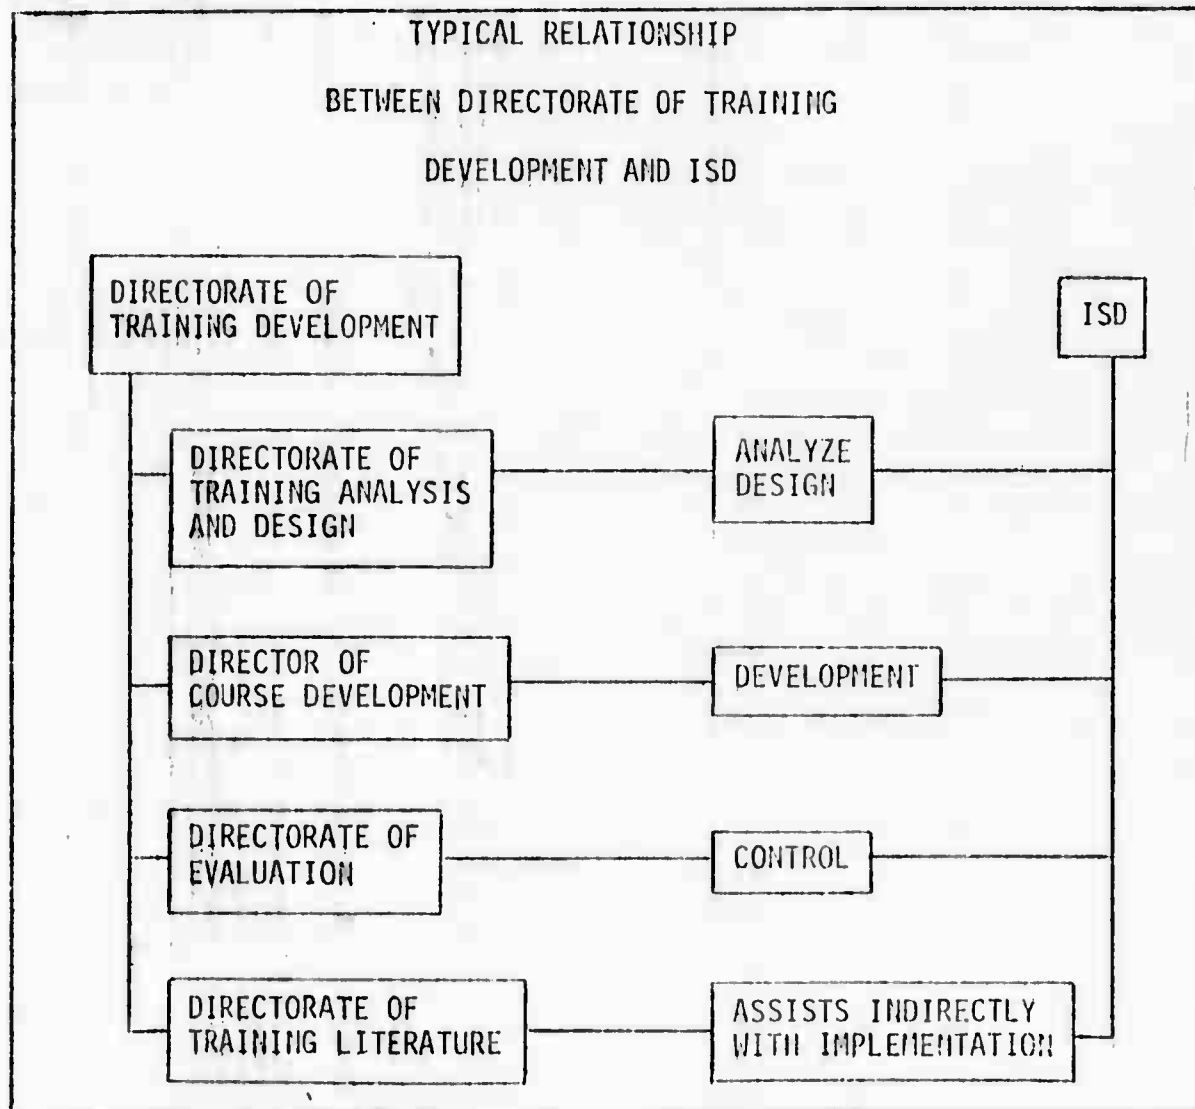 TYPICAL RELATIONSHIP
BETWEEN DIRECTORATE OF TRAINING
DEVELOPMENT AND ISD
DIRECTORATE OF
TRAINING DEVELOPMENT
ISD
DIRECTORATE OF
TRAINING ANALYSIS
AND DESIGN
ANALYZE
DESIGN
DIRECTOR OF
COURSE DEVELOPMENT
DEVELOPMENT
DIRECTORATE OF
EVALUATION
CONTROL
DIRECTORATE OF
TRAINING LITERATURE
ASSISTS INDIRECTLY
WITH IMPLEMENTATION